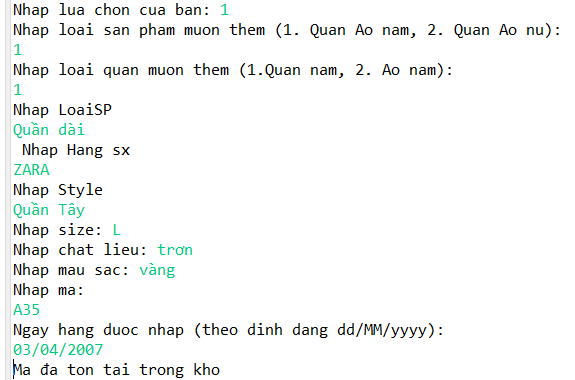 Nhap lua chon cua ban: 1
Nhap loai san pham muon them (1. Quan Ao nam, 2. Quan Ao nu):
1
Nhap loai quan muon them (1.Quan nam, 2. Ao nam):
1
Nhap LoaiSP
Quần dài
Nhap Hang sx
ZARA
Nhap Style
Quần Tây
Nhap size: L
Nhap chat lieu: trơn
Nhap mau sac: vàng
Nhap ma:
A35
Ngay hang duoc nhap (theo dinh dang dd/MM/yyyy):
03/04/2007
Ma đa ton tai trong kho